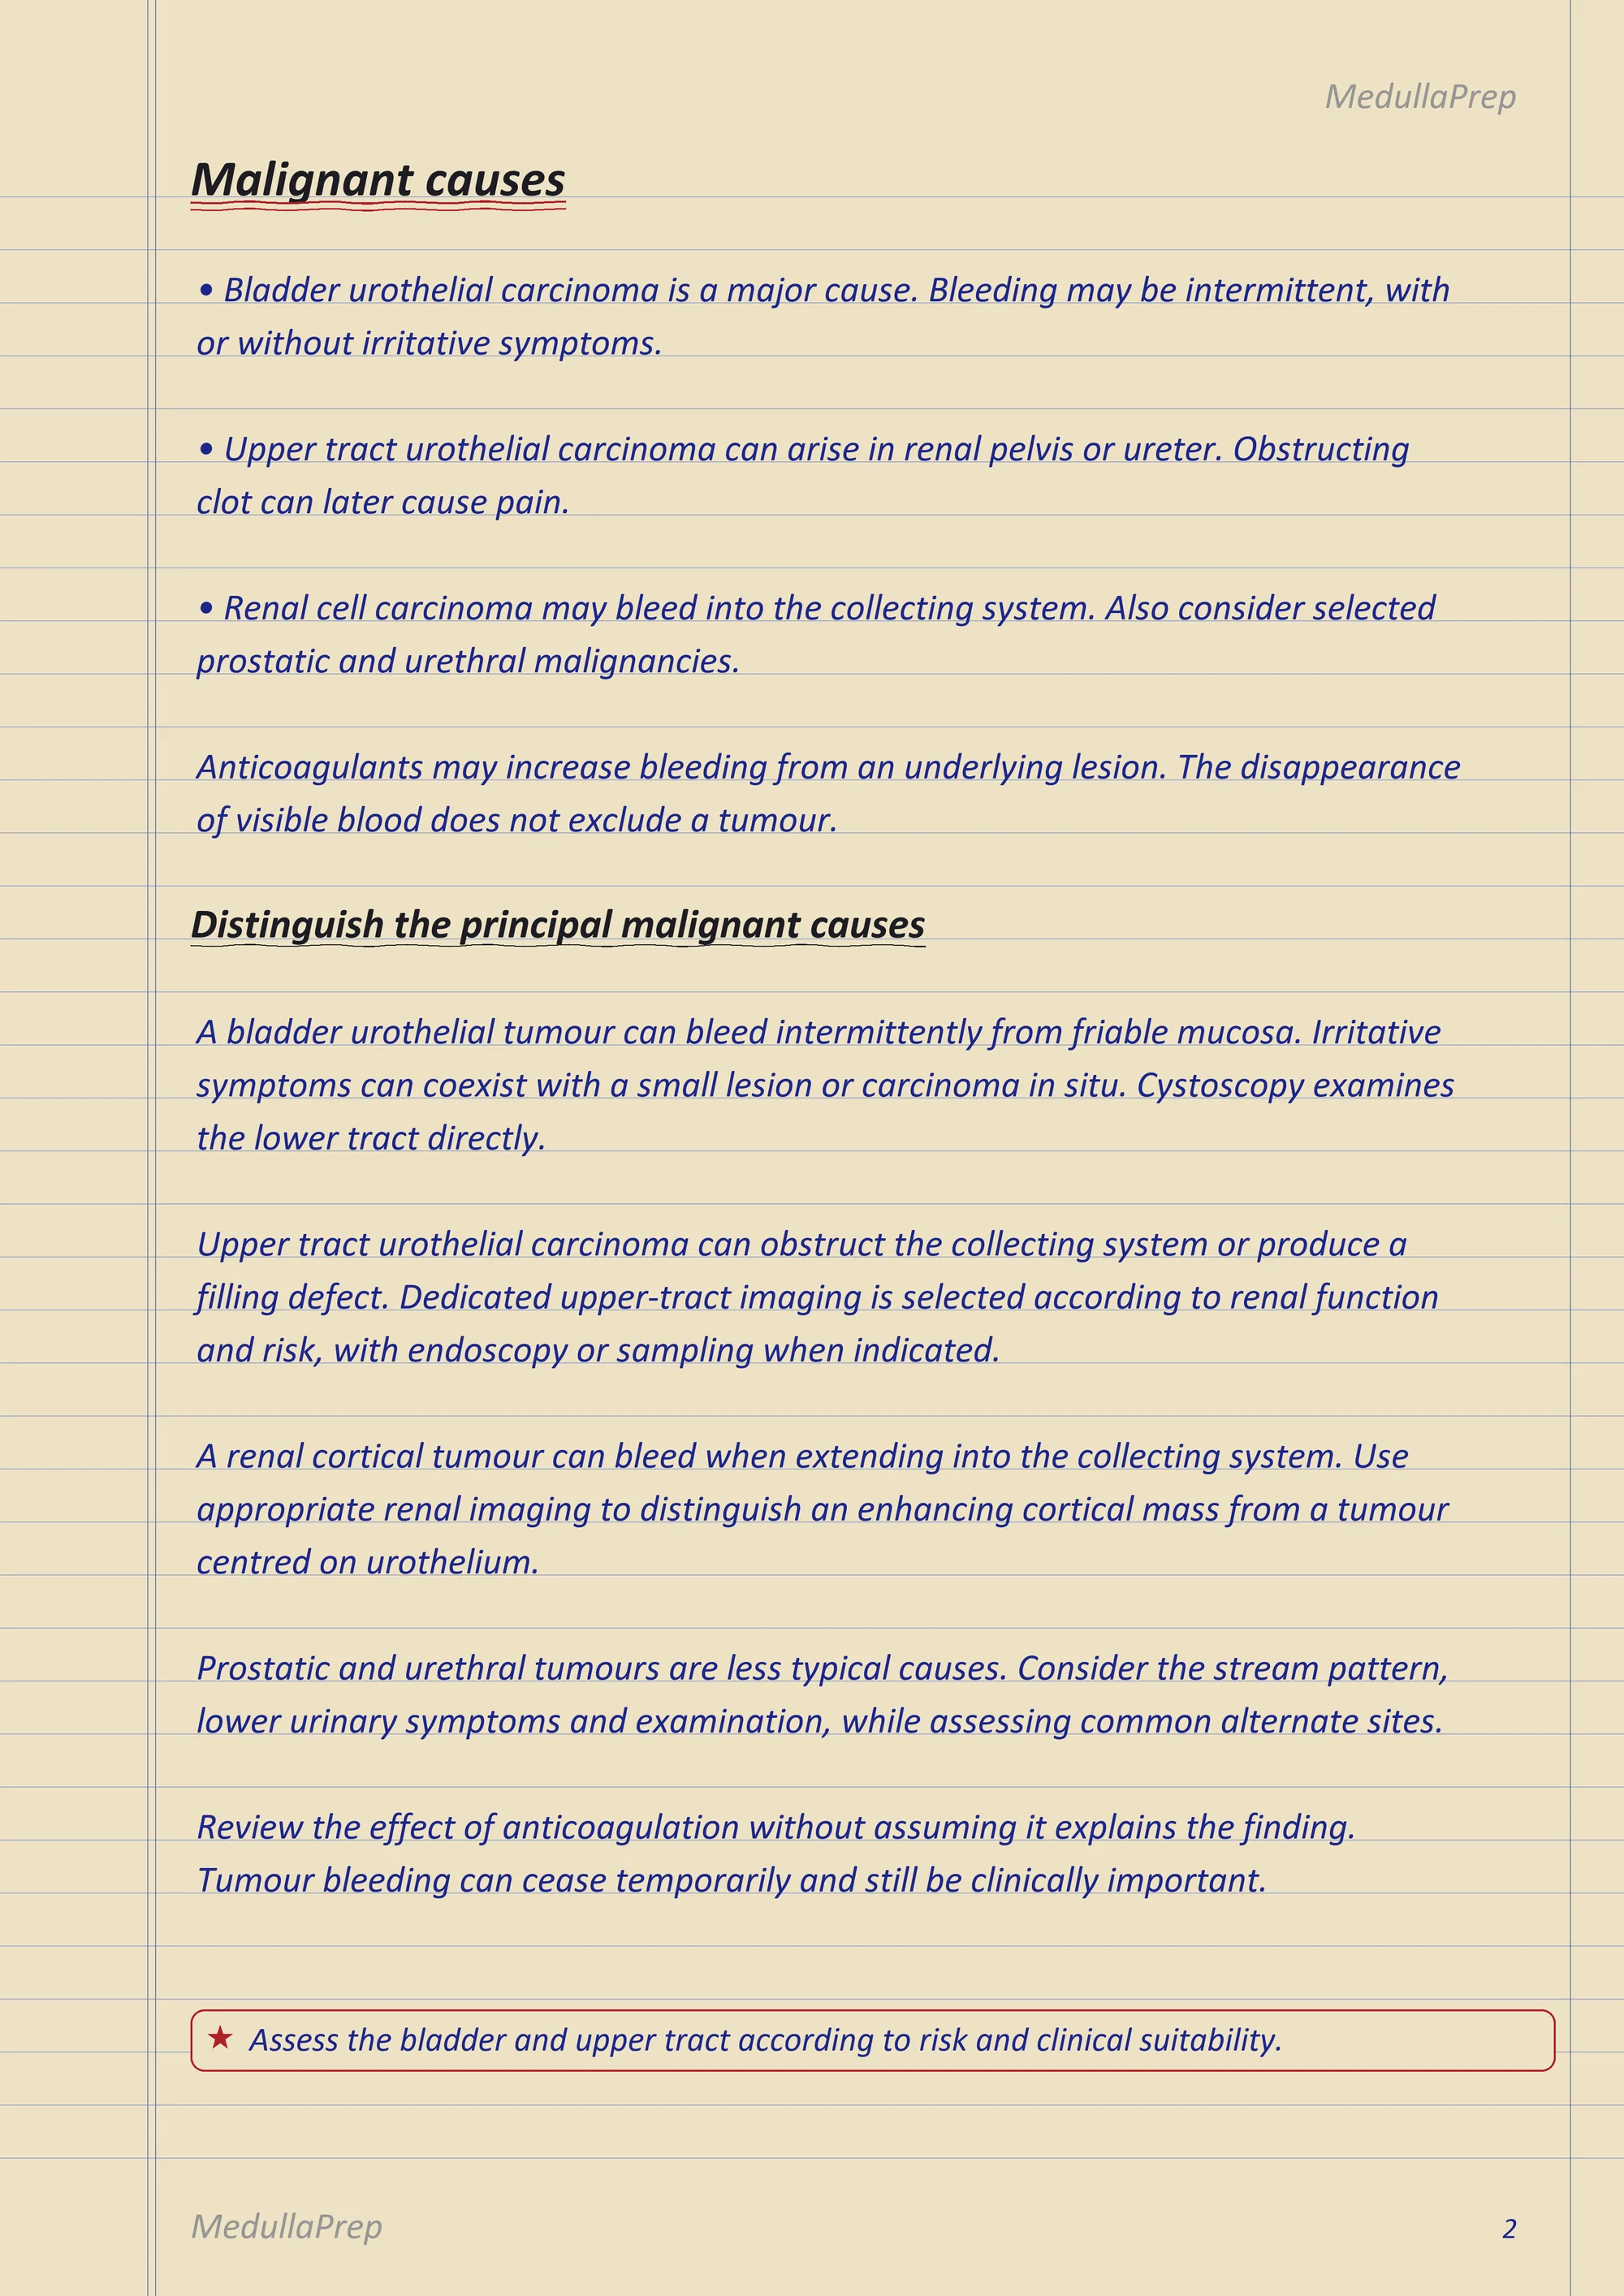 MedullaPrep
Malignant causes
• Bladder urothelial carcinoma is a major cause. Bleeding may be intermittent, with
or without irritative symptoms.
• Upper tract urothelial carcinoma can arise in renal pelvis or ureter. Obstructing
clot can later cause pain.
• Renal cell carcinoma may bleed into the collecting system. Also consider selected
prostatic and urethral malignancies.
Anticoagulants may increase bleeding from an underlying lesion. The disappearance
of visible blood does not exclude a tumour.
Distinguish the principal malignant causes
A bladder urothelial tumour can bleed intermittently from friable mucosa. Irritative
symptoms can coexist with a small lesion or carcinoma in situ. Cystoscopy examines
the lower tract directly.
Upper tract urothelial carcinoma can obstruct the collecting system or produce a
filling defect. Dedicated upper-tract imaging is selected according to renal function
and risk, with endoscopy or sampling when indicated.
A renal cortical tumour can bleed when extending into the collecting system. Use
appropriate renal imaging to distinguish an enhancing cortical mass from a tumour
centred on urothelium.
Prostatic and urethral tumours are less typical causes. Consider the stream pattern,
lower urinary symptoms and examination, while assessing common alternate sites.
Review the effect of anticoagulation without assuming it explains the finding.
Tumour bleeding can cease temporarily and still be clinically important.
★ Assess the bladder and upper tract according to risk and clinical suitability.
MedullaPrep
2